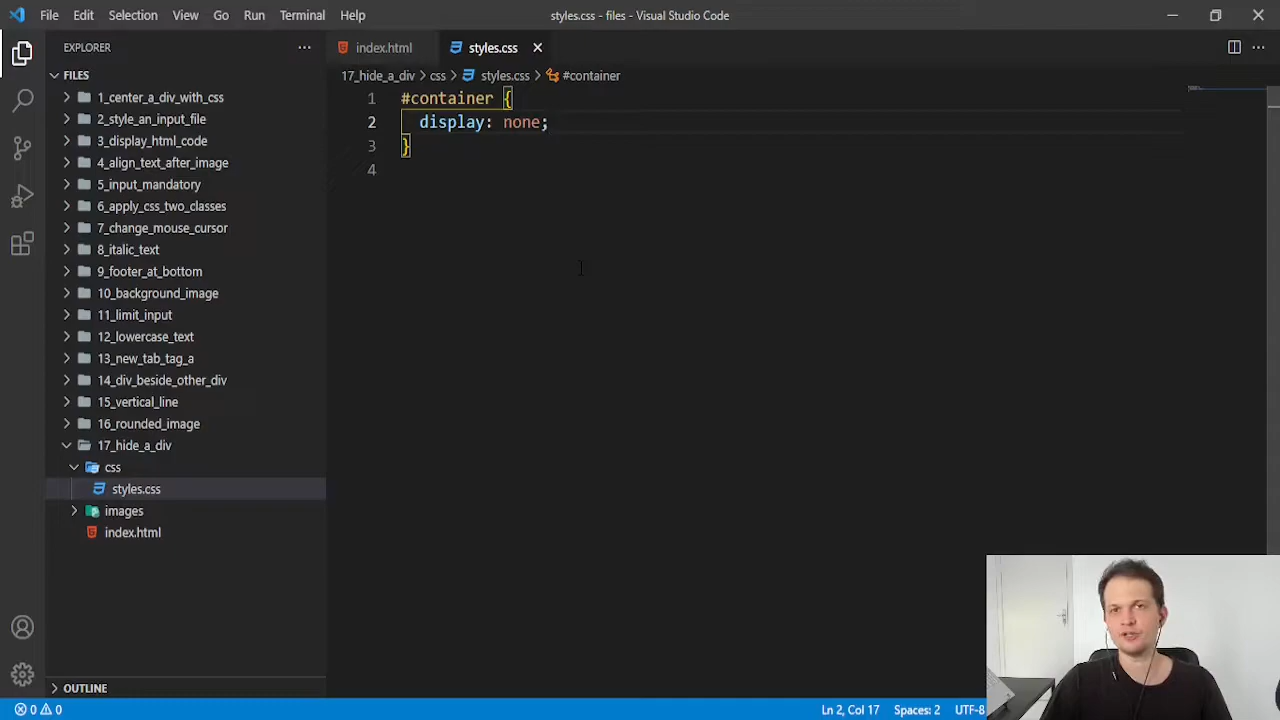 File Edit Selection View Go Run Terminal Help styles.css - files - Visual Studio Code
EXPLORER
FILES
1_center_a_div_with_css
2_style_an_input_file
3_display_html_code
4_align_text_after_image
5_input_mandatory
6_apply_css_two_classes
7_change_mouse_cursor
8_italic_text
9_footer_at_bottom
10_background_image
11_limit_input
12_lowercase_text
13_new_tab_tag_a
14_div_beside_other_div
15_vertical_line
16_rounded_image
17_hide_a_div
css
styles.css
images
index.html
OUTLINE
index.html styles.css
17_hide_a_div > css > styles.css > #container
1 #container {
2 display: none;
3 }
4
0 0 Ln 2, Col 17 Spaces: 2 UTF-8